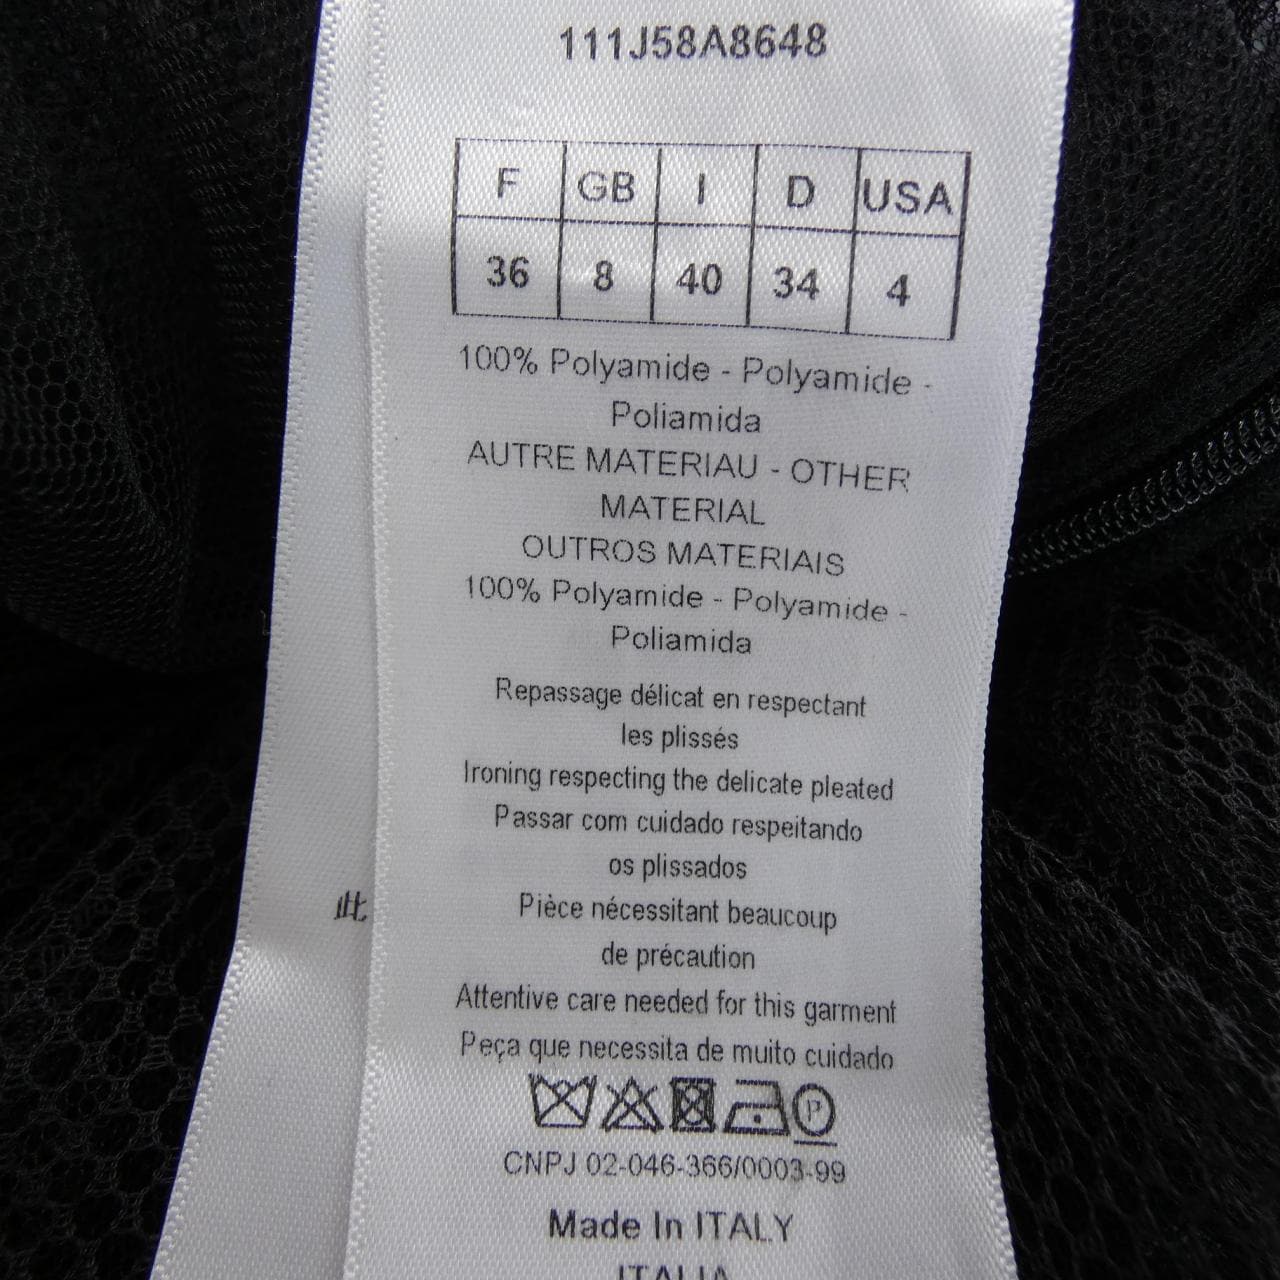 111J58A8648
F GB I D USA
36 8 40 34 4
100% Polyamide - Polyamide -
Poliamida
AUTRE MATERIAU - OTHER
MATERIAL
OUTROS MATERIAIS
100% Polyamide - Polyamide -
Poliamida
Repassage délicat en respectant
les plissés
Ironing respecting the delicate pleated
Passar com cuidado respeitando
os plissados
Pièce nécessitant beaucoup
de précaution
此
Attentive care needed for this garment
Peça que necessita de muito cuidado
P
CNPJ 02-046-366/0003-99
Made In ITALY
ITALIA